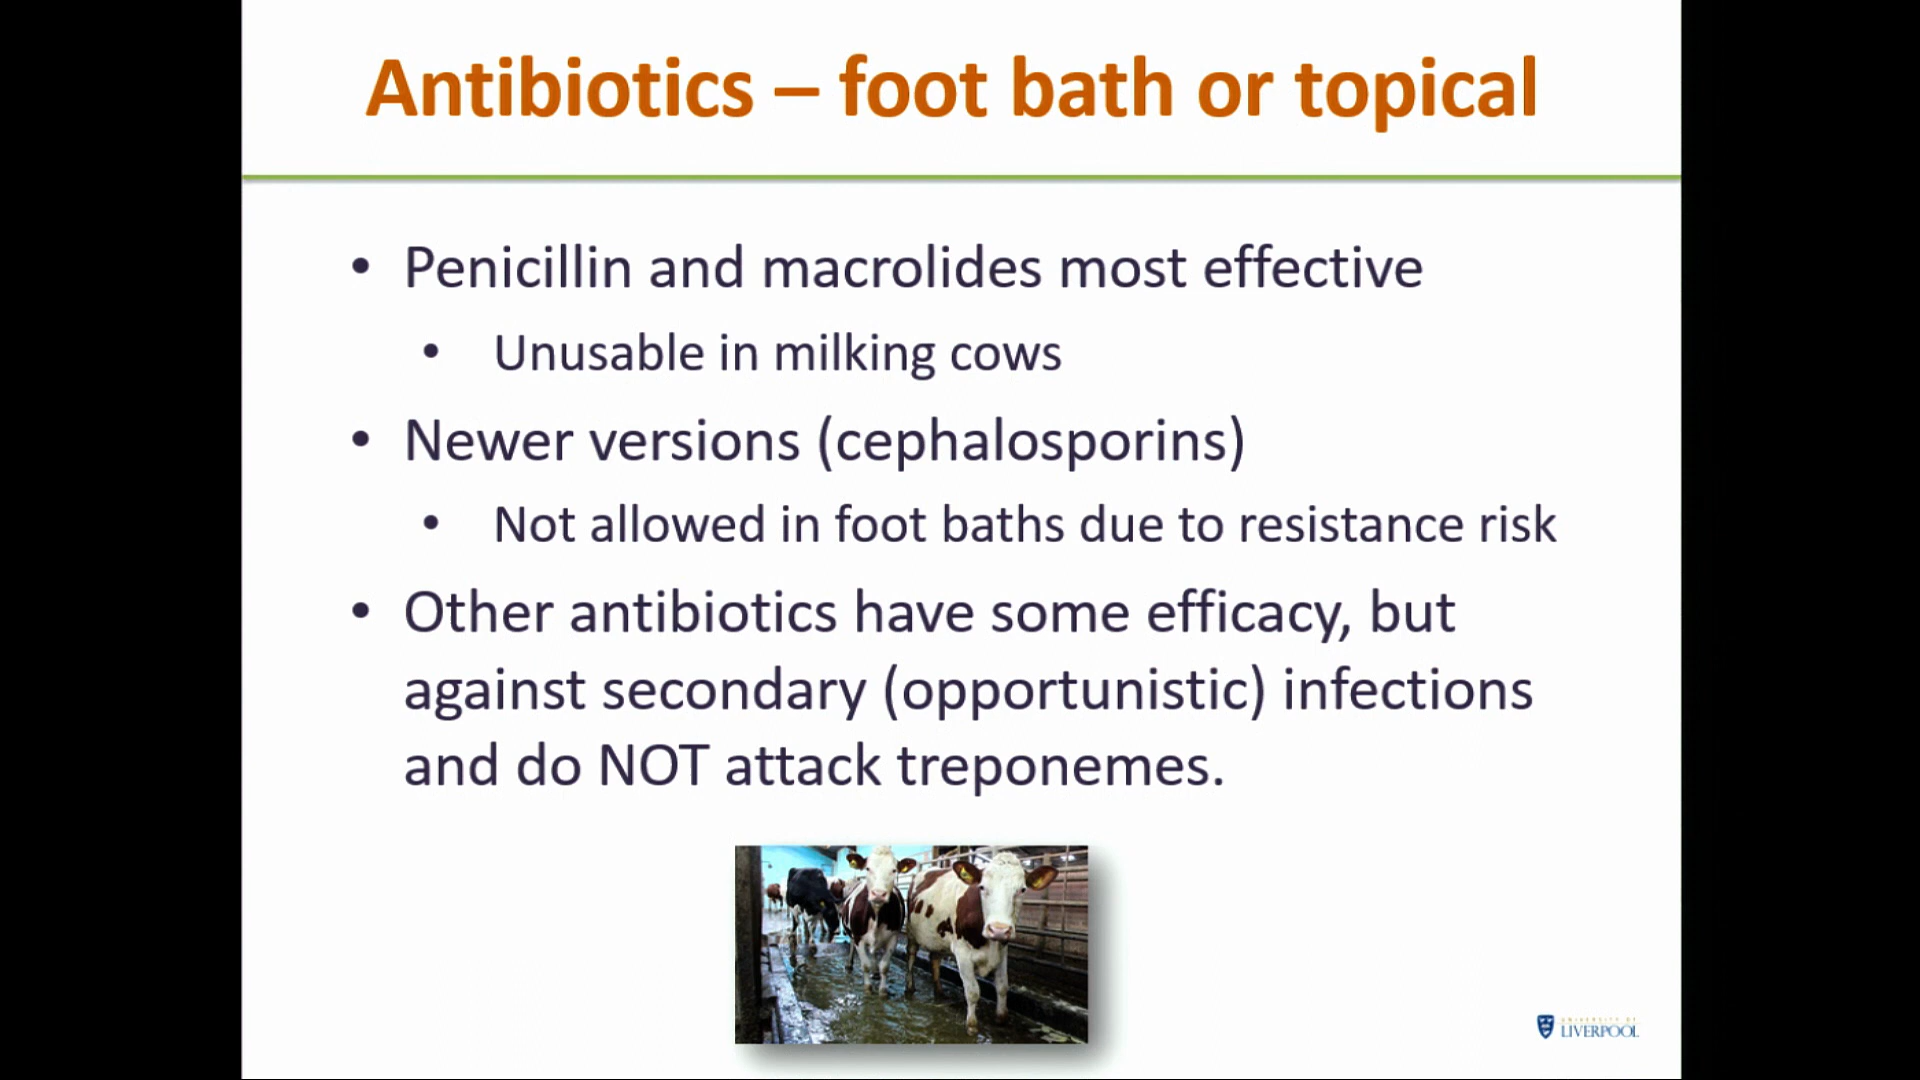 Antibiotics – foot bath or topical
• Penicillin and macrolides most effective
• Unusable in milking cows
• Newer versions (cephalosporins)
• Not allowed in foot baths due to resistance risk
• Other antibiotics have some efficacy, but
against secondary (opportunistic) infections
and do NOT attack treponemes.
UNIVERSITY OF
LIVERPOOL